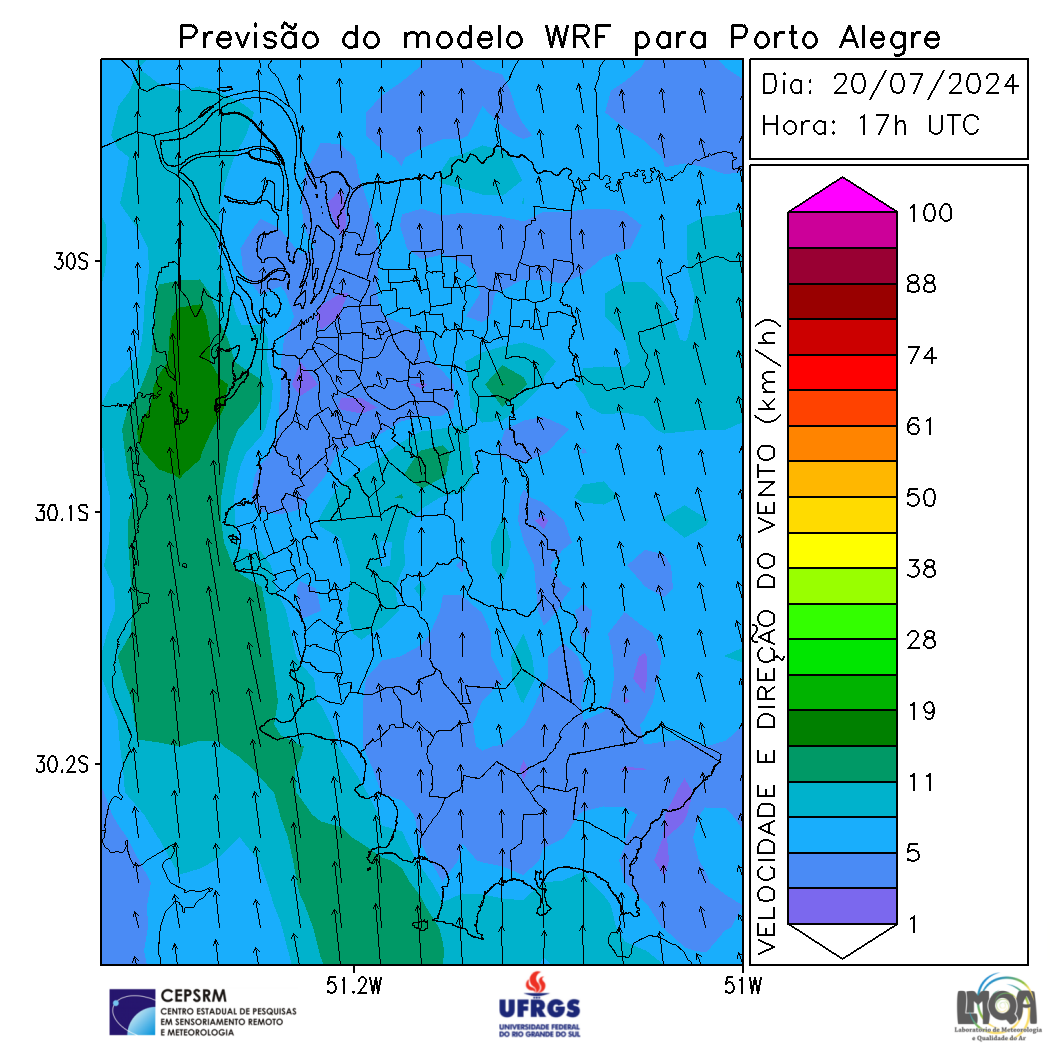 Previsão do modelo WRF para Porto Alegre
Dia: 20/07/2024
Hora: 17h UTC
30S
30.1S
30.2S
51.2W
51W
VELOCIDADE E DIREÇÃO DO VENTO (km/h)
100
88
74
61
50
38
28
19
11
5
1
CEPSRM
CENTRO ESTADUAL DE PESQUISAS
EM SENSORIAMENTO REMOTO
E METEOROLOGIA
UFRGS
UNIVERSIDADE FEDERAL
DO RIO GRANDE DO SUL
LMQA
Laboratório de Meteorologia
e Qualidade do Ar